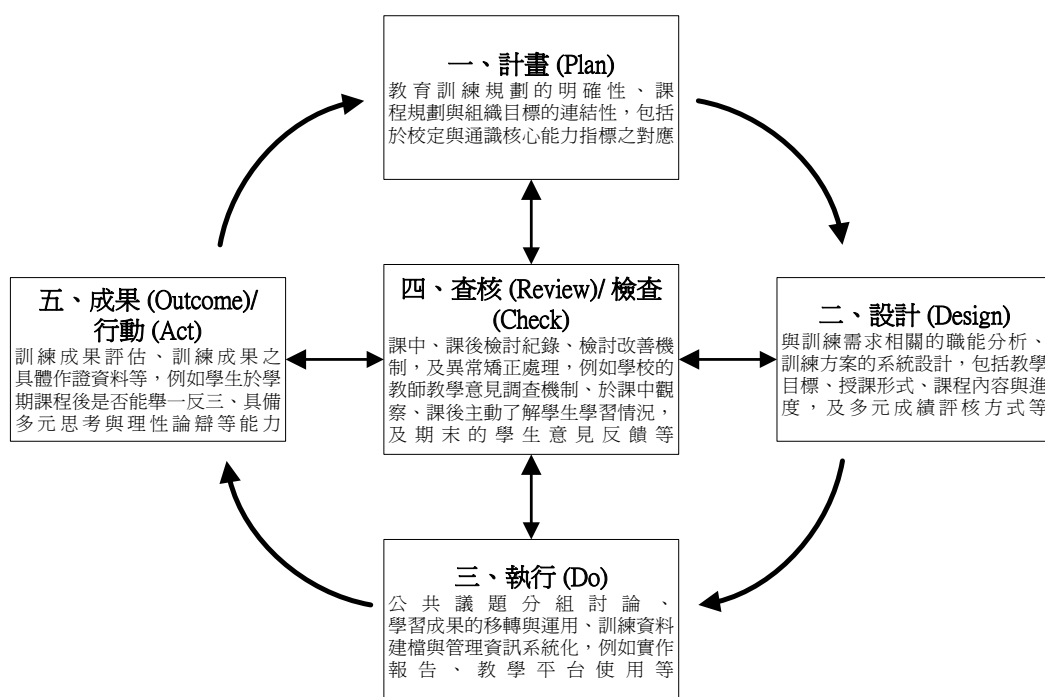 一、計畫 (Plan)
教育訓練規劃的明確性、課
程規劃與組織目標的連結性，包括
於校定與通識核心能力指標之對應
二、設計 (Design)
與訓練需求相關的職能分析、
訓練方案的系統設計，包括教學
目標、授課形式、課程內容與進
度，及多元成績評核方式等
三、執行 (Do)
公共議題分組討論、
學習成果的移轉與運用、訓練資料
建檔與管理資訊系統化，例如實作
報告、教學平台使用等
四、查核 (Review)/ 檢查
(Check)
課中、課後檢討紀錄、檢討改善機
制，及異常矯正處理，例如學校的
教師教學意見調查機制、於課中觀
察、課後主動了解學生學習情況，
及期末的學生意見反饋等
五、成果 (Outcome)/
行動 (Act)
訓練成果評估、訓練成果之
具體作證資料等，例如學生於學
期課程後是否能舉一反三、具備
多元思考與理性論辯等能力